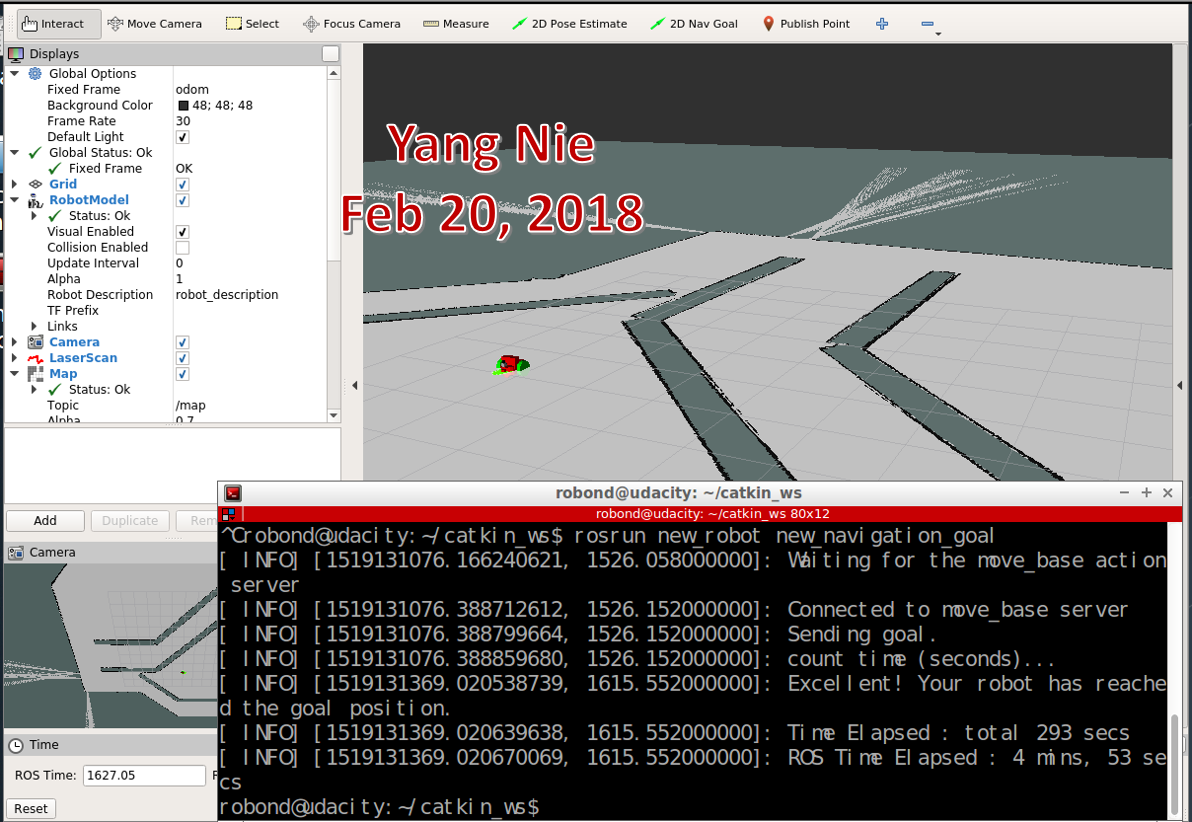 Interact Move Camera Select Focus Camera Measure 2D Pose Estimate 2D Nav Goal Publish Point
Displays
Global Options
Fixed Frame odom
Background Color 48; 48; 48
Frame Rate 30
Default Light
Global Status: Ok
Fixed Frame OK
Grid
RobotModel
Status: Ok
Visual Enabled
Collision Enabled
Update Interval 0
Alpha 1
Robot Description robot_description
TF Prefix
Links
Camera
LaserScan
Map
Status: Ok
Topic /map
Alpha 0.7
Yang Nie
Feb 20, 2018
Add Duplicate Rem
Camera
Time
ROS Time: 1627.05
Reset
robond@udacity: ~/catkin_ws
robond@udacity: ~/catkin_ws 80x12
^Crobond@udacity:~/catkin_ws$ rosrun new_robot new_navigation_goal
[ INFO] [1519131076.166240621, 1526.058000000]: Waiting for the move_base action
server
[ INFO] [1519131076.388712612, 1526.152000000]: Connected to move_base server
[ INFO] [1519131076.388799664, 1526.152000000]: Sending goal.
[ INFO] [1519131076.388859680, 1526.152000000]: count time (seconds)...
[ INFO] [1519131369.020538739, 1615.552000000]: Excellent! Your robot has reache
d the goal position.
[ INFO] [1519131369.020639638, 1615.552000000]: Time Elapsed : total 293 secs
[ INFO] [1519131369.020670069, 1615.552000000]: ROS Time Elapsed : 4 mins, 53 se
cs
robond@udacity:~/catkin_ws$